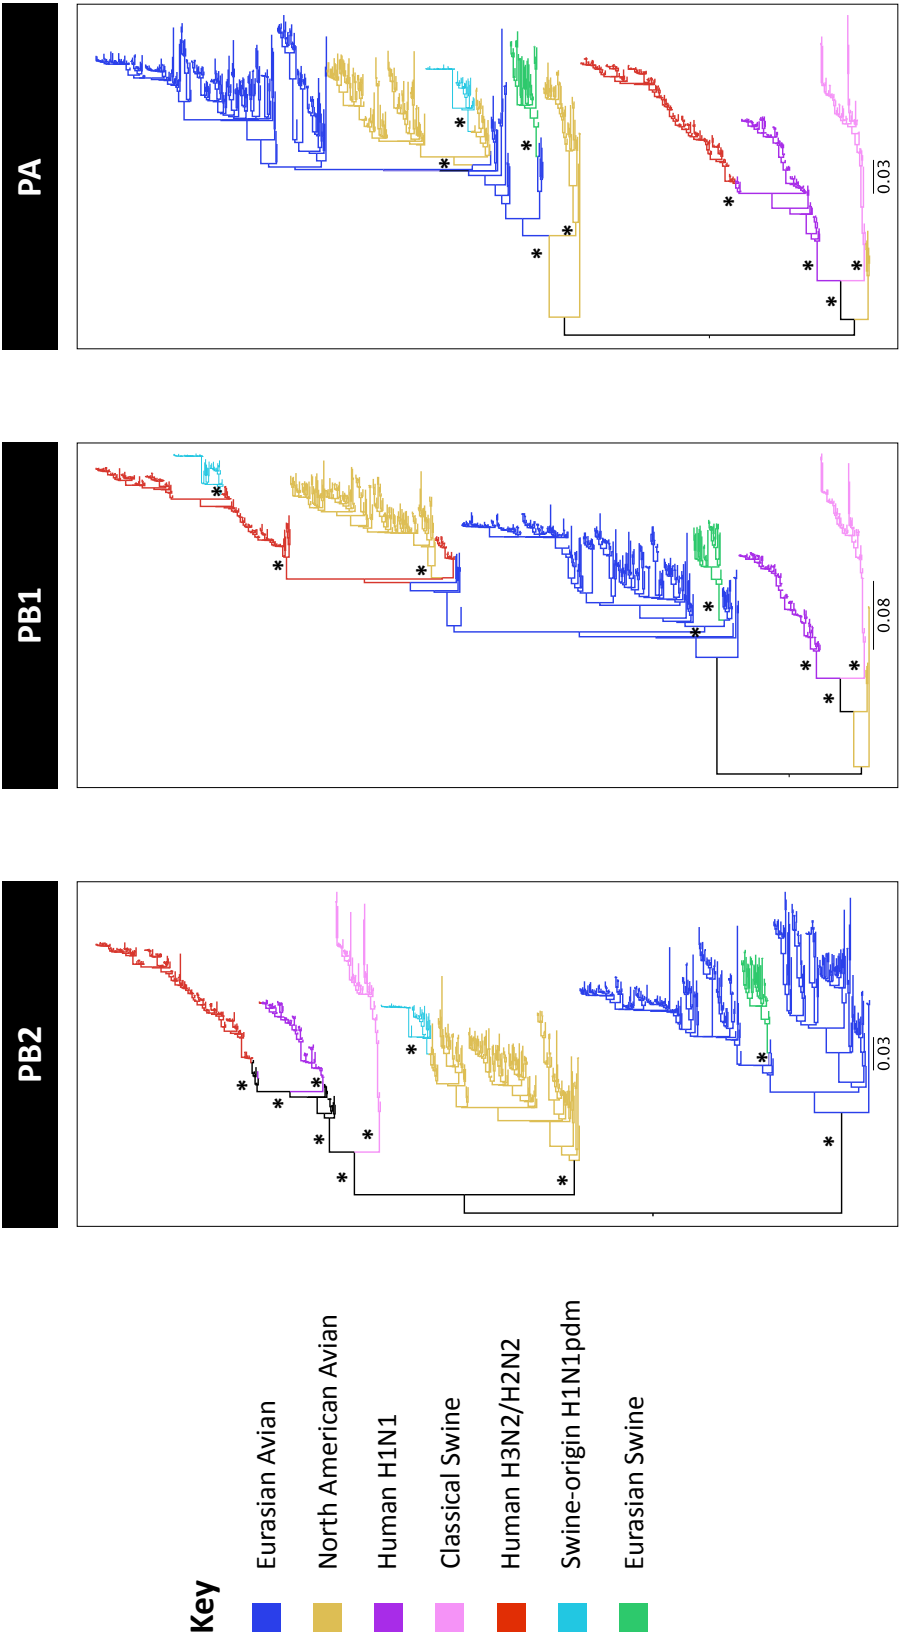 PB2
PB1
PA
0.03
0.08
0.03
Key
Eurasian Avian
North American Avian
Human H1N1
Classical Swine
Human H3N2/H2N2
Swine-origin H1N1pdm
Eurasian Swine